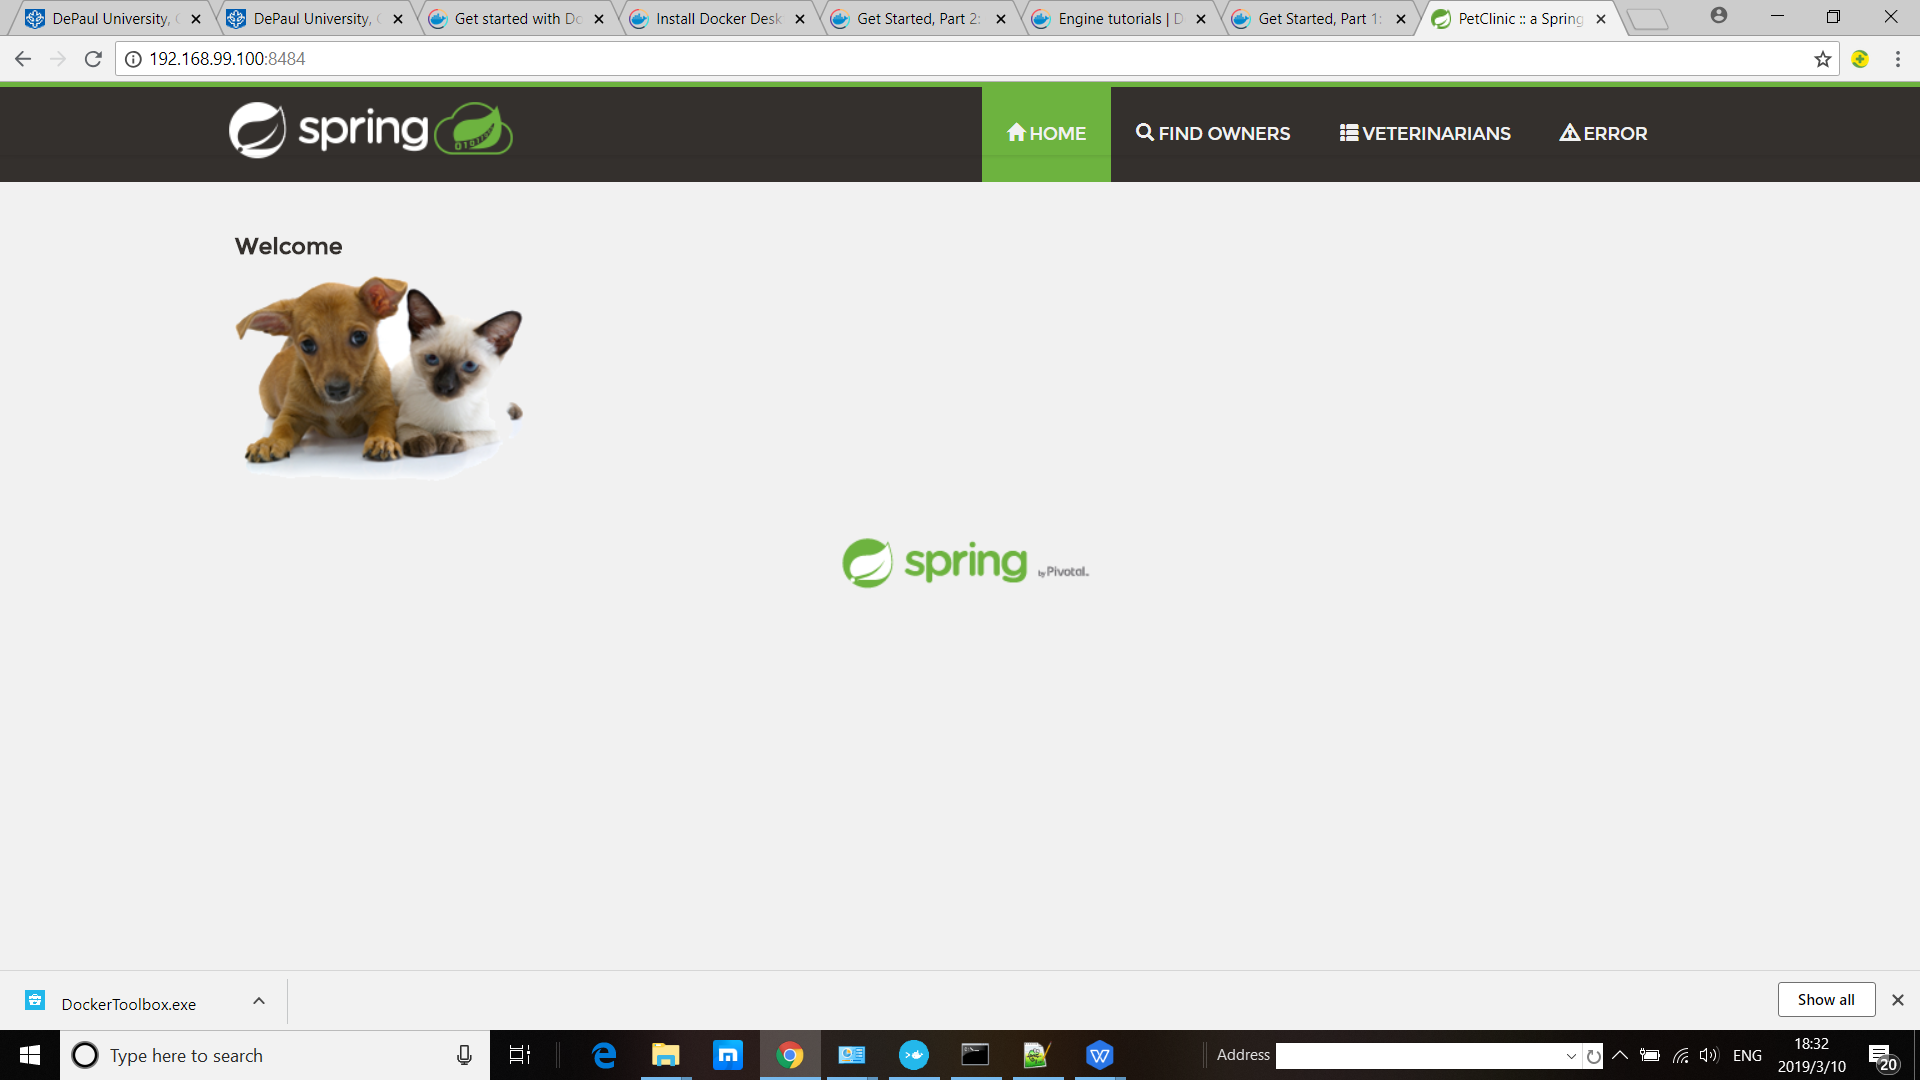 DePaul University,
DePaul University,
Get started with Do
Install Docker Desk
Get Started, Part 2:
Engine tutorials | D
Get Started, Part 1:
PetClinic :: a Spring
192.168.99.100:8484
spring
HOME
FIND OWNERS
VETERINARIANS
ERROR
Welcome
spring by Pivotal
DockerToolbox.exe
Show all
Type here to search
Address
ENG
18:32
2019/3/10
20